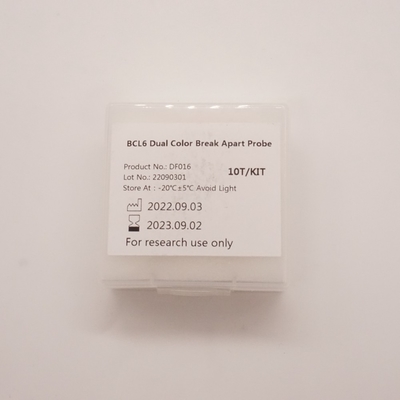 BCL6 Dual Color Break Apart Probe
Product No.: DF016
10T/KIT
Lot No.: 22090301
Store At : -20℃±5℃ Avoid Light
2022.09.03
2023.09.02
For research use only